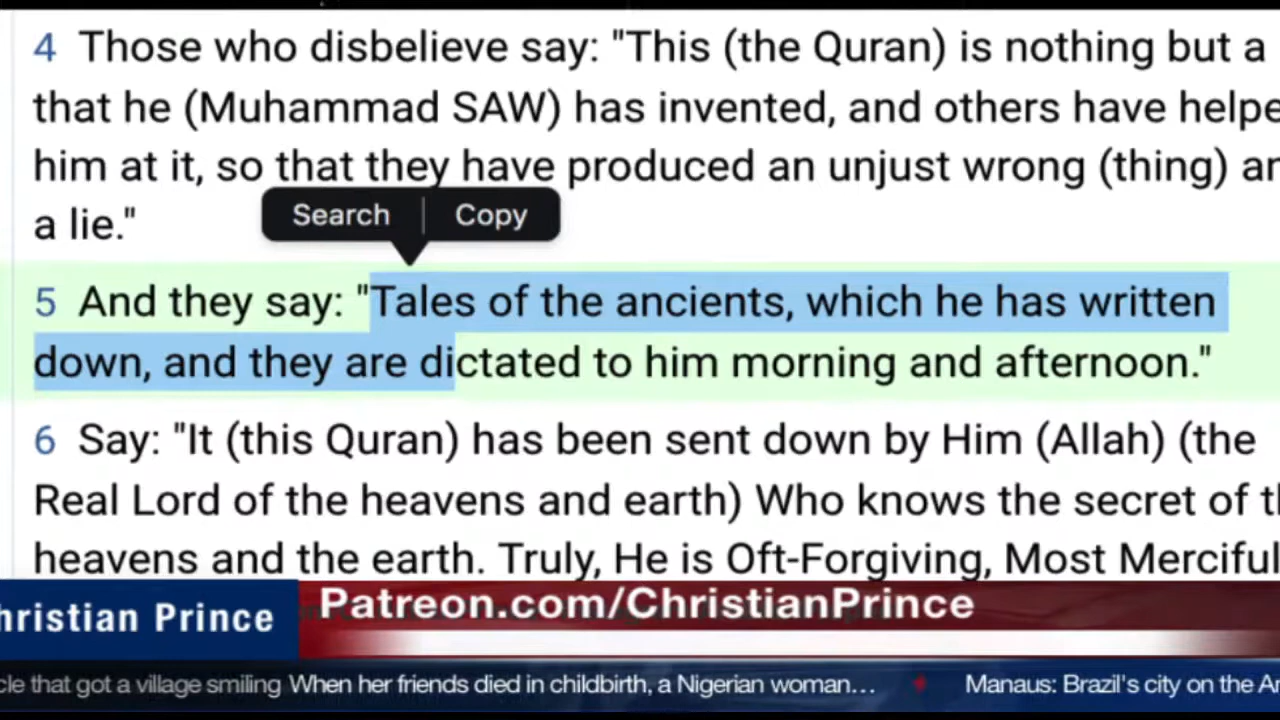 4 Those who disbelieve say: "This (the Quran) is nothing but a
that he (Muhammad SAW) has invented, and others have helpe
him at it, so that they have produced an unjust wrong (thing) an
a lie."
Search Copy
5 And they say: "Tales of the ancients, which he has written
down, and they are dictated to him morning and afternoon."
6 Say: "It (this Quran) has been sent down by Him (Allah) (the
Real Lord of the heavens and earth) Who knows the secret of th
heavens and the earth. Truly, He is Oft-Forgiving, Most Merciful
hristian Prince
Patreon.com/ChristianPrince
cle that got a village smiling When her friends died in childbirth, a Nigerian woman... Manaus: Brazil's city on the Am